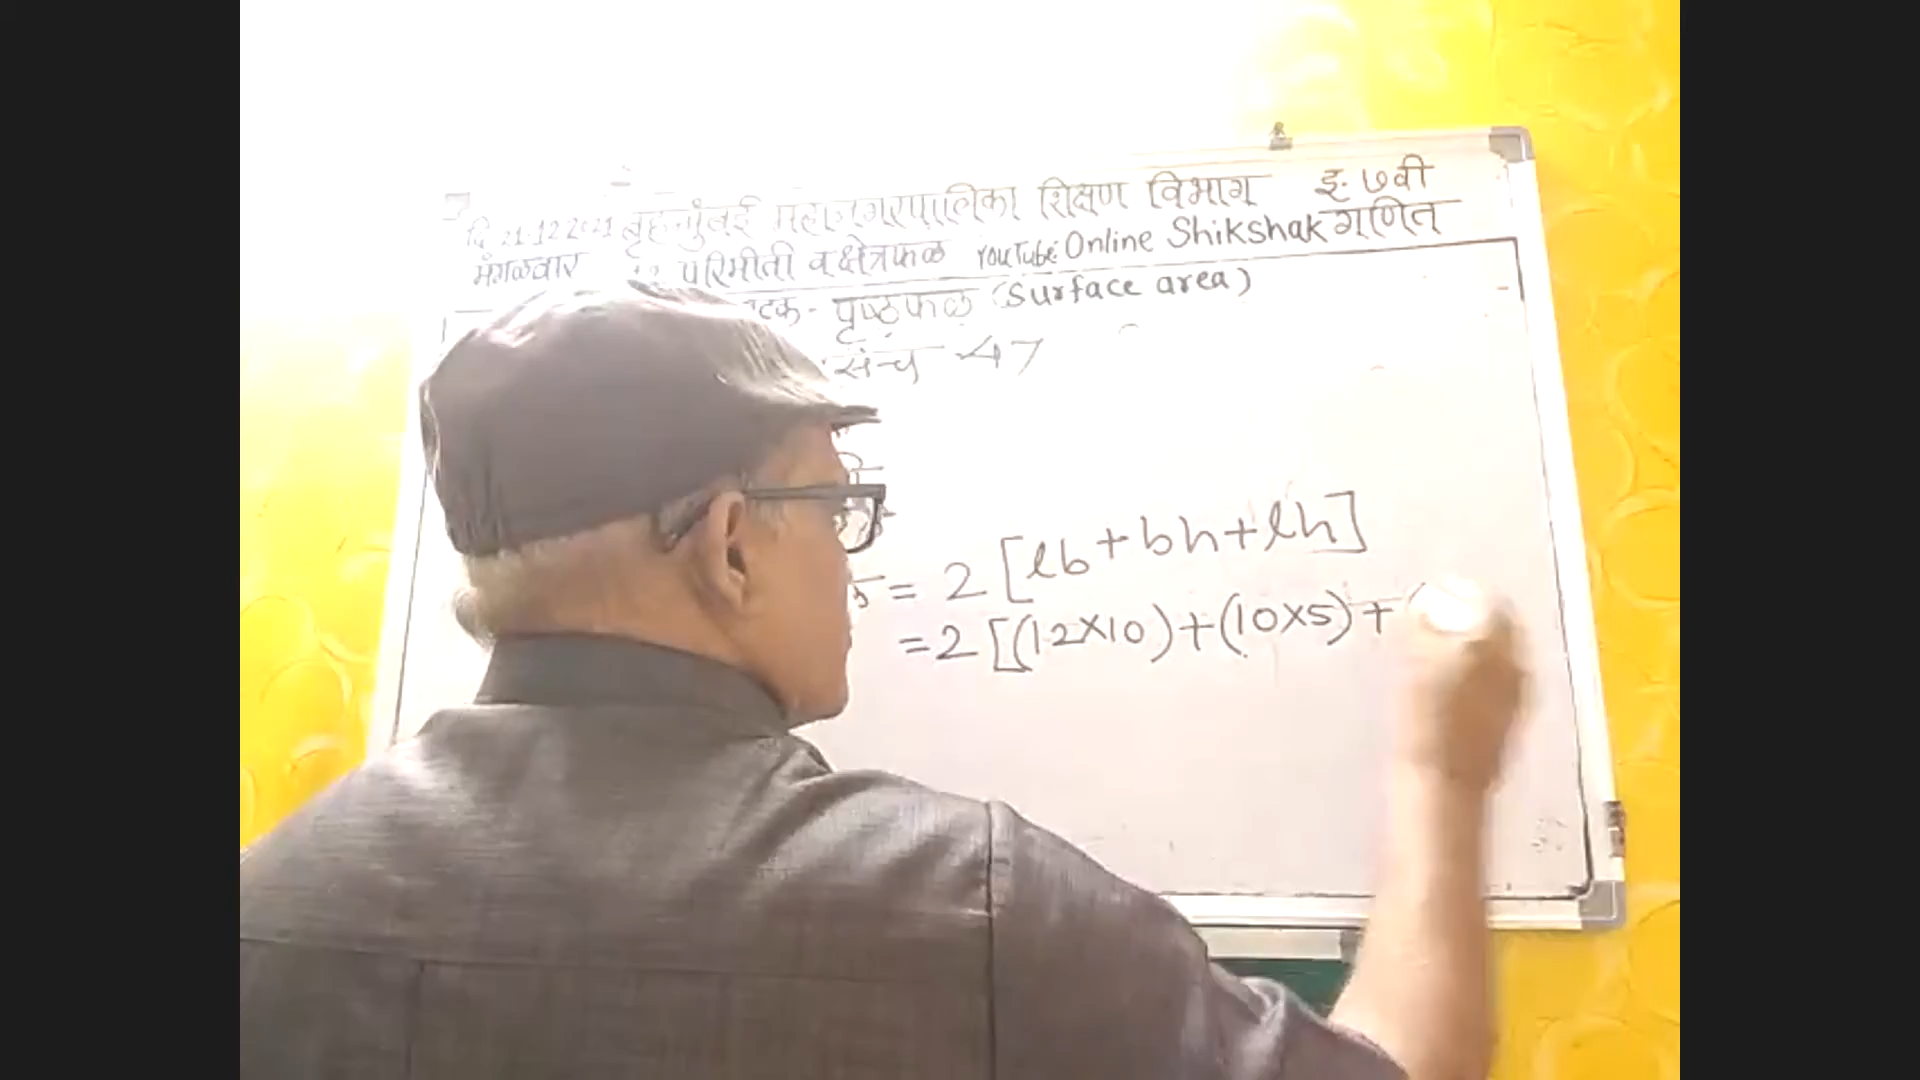 दि 21.12.2021 बृहन्मुंबई महानगरपालिका शिक्षण विभाग इ. ७वी
मंगळवार परिमीती व क्षेत्रफळ YouTube: Online Shikshak गणित
घटक - पृष्ठफळ (Surface area)
संच 47
= 2 [lb + bh + lh]
= 2 [(12×10) + (10×5) + (